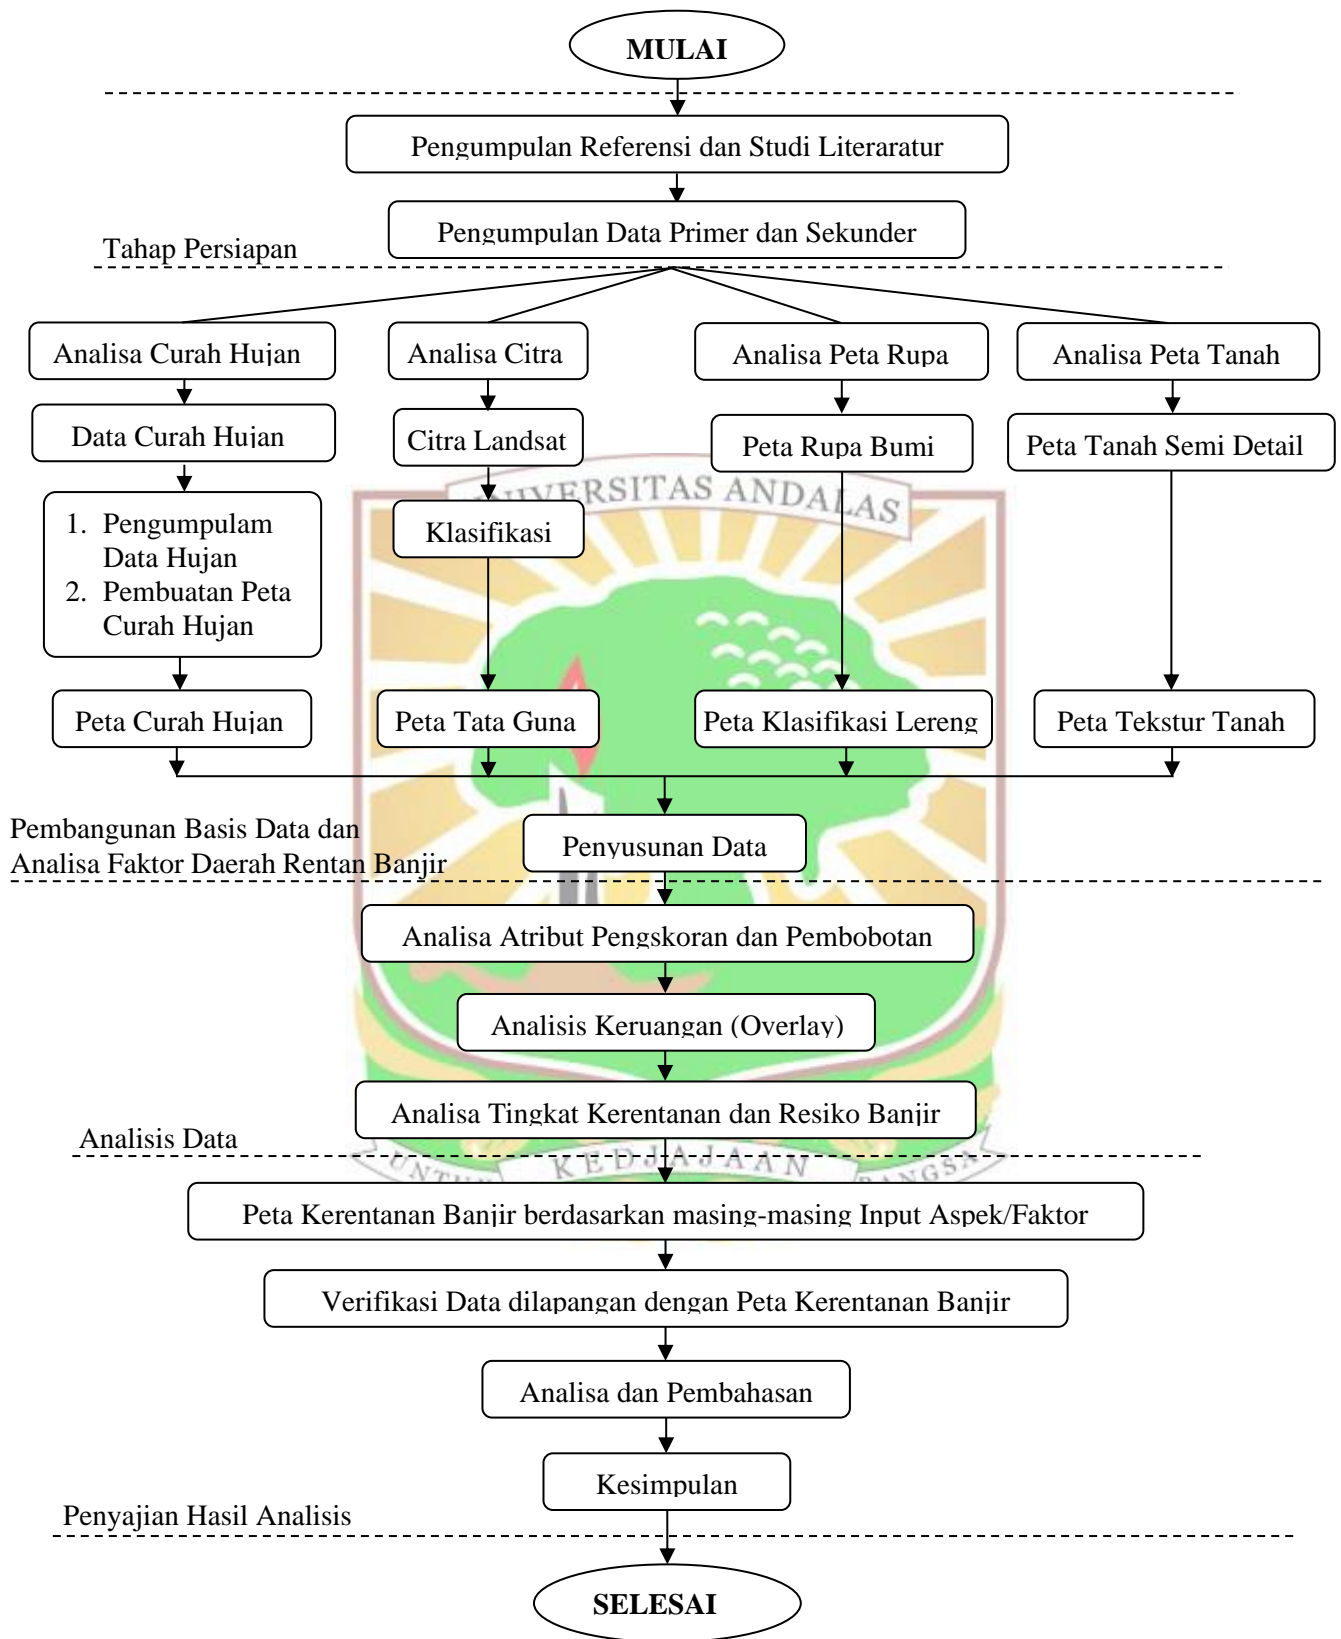 MULAI
Pengumpulan Referensi dan Studi Literaratur
Pengumpulan Data Primer dan Sekunder
Tahap Persiapan
Analisa Curah Hujan
Analisa Citra
Analisa Peta Rupa
Analisa Peta Tanah
Data Curah Hujan
Citra Landsat
Peta Rupa Bumi
Peta Tanah Semi Detail
UNIVERSITAS ANDALAS
1. Pengumpulam
Data Hujan
2. Pembuatan Peta
Curah Hujan
Klasifikasi
Peta Curah Hujan
Peta Tata Guna
Peta Klasifikasi Lereng
Peta Tekstur Tanah
Pembangunan Basis Data dan
Analisa Faktor Daerah Rentan Banjir
Penyusunan Data
Analisa Atribut Pengskoran dan Pembobotan
Analisis Keruangan (Overlay)
Analisa Tingkat Kerentanan dan Resiko Banjir
Analisis Data
UNTUK KEDJAJAAN BANGSA
Peta Kerentanan Banjir berdasarkan masing-masing Input Aspek/Faktor
Verifikasi Data dilapangan dengan Peta Kerentanan Banjir
Analisa dan Pembahasan
Kesimpulan
Penyajian Hasil Analisis
SELESAI